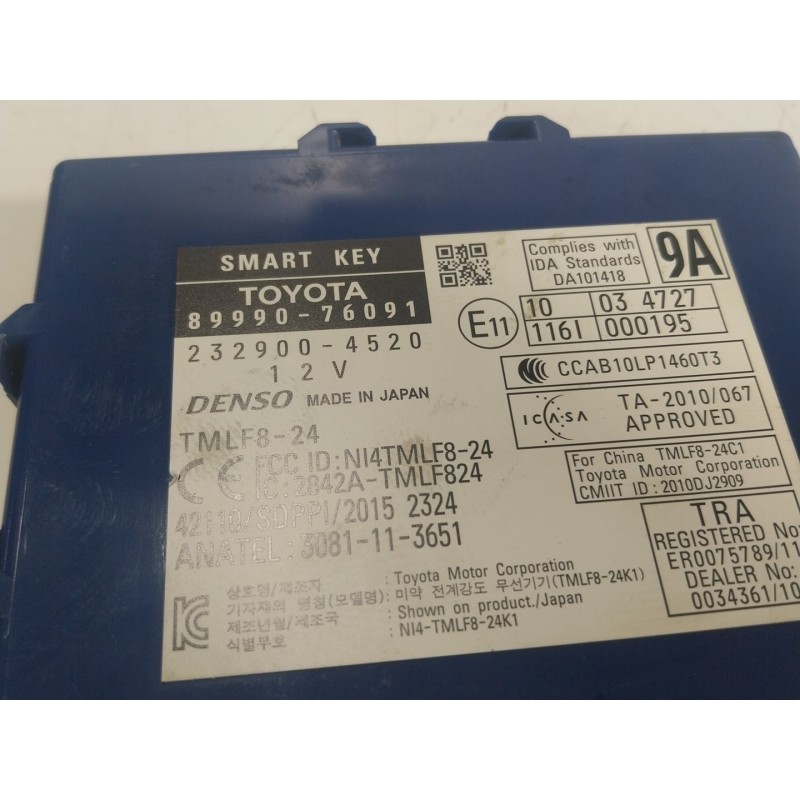 SMART KEY
TOYOTA
89990-76091
232900-4520
12V
DENSO MADE IN JAPAN
TMLF8-24
CE FCC ID:NI4TMLF8-24
IC:2842A-TMLF824
42110/SDPPI/2015 2324
ANATEL:3081-11-3651
Complies with
IDA Standards
DA101418
9A
E11
10 03 4727
116I 000195
CCAB10LP1460T3
ICASA TA-2010/067
APPROVED
For China TMLF8-24C1
Toyota Motor Corporation
CMIIT ID:2010DJ2909
TRA
REGISTERED No:
ER0075789/11
DEALER No:
0034361/10
상호명/제조자 : Toyota Motor Corporation
기자재의 명칭(모델명) : 미약 전계강도 무선기기(TMLF8-24K1)
제조년월/제조국 : Shown on product./Japan
식별부호 : NI4-TMLF8-24K1